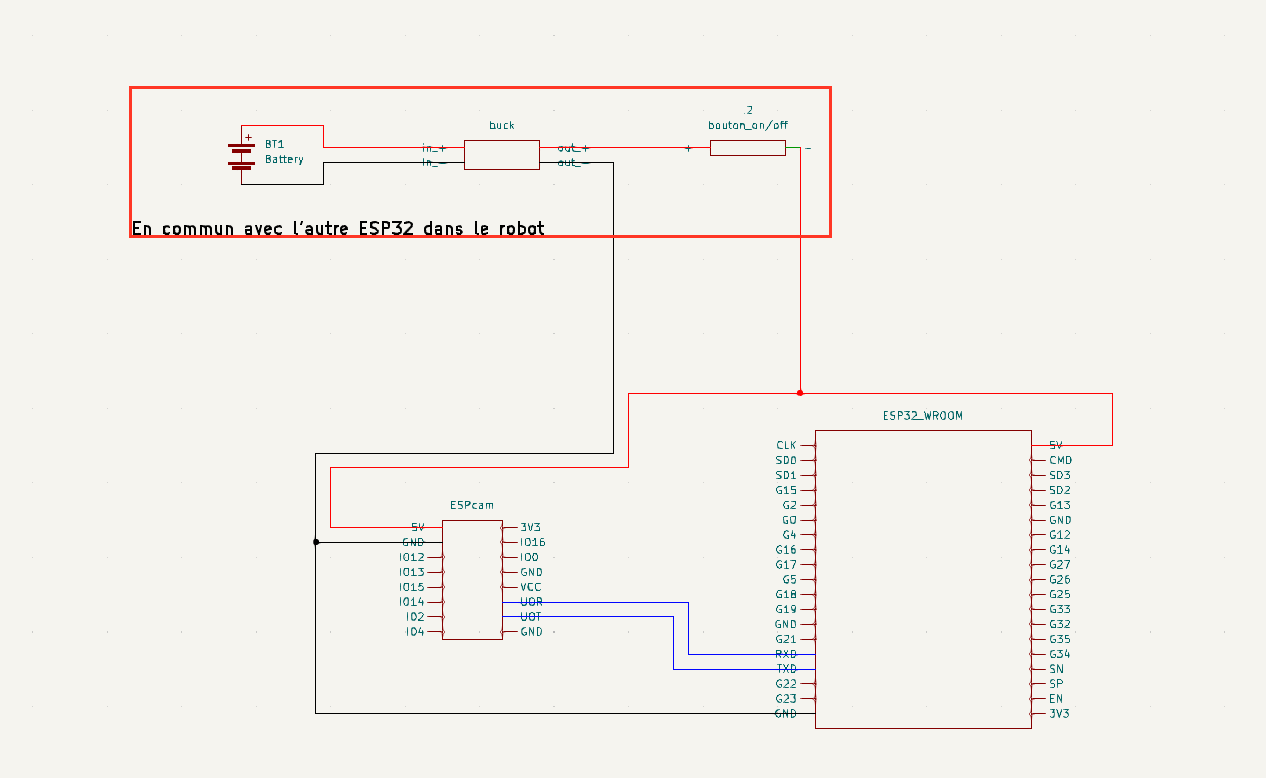 .2
buck
bouton_on/off
+
BT1
Battery
in_+
out_+
+
-
in_-
out_-
En commun avec l'autre ESP32 dans le robot
ESP32_WROOM
CLK
5V
SD0
CMD
SD1
SD3
G15
SD2
G2
G13
G0
GND
G4
G12
G16
G14
G17
G27
G5
G26
G18
G25
G19
G33
GND
G32
G21
G35
RXD
G34
TXD
SN
G22
SP
G23
EN
GND
3V3
ESPcam
5V
3V3
GND
IO16
IO12
IO0
IO13
GND
IO15
VCC
IO14
UOR
IO2
UOT
IO4
GND